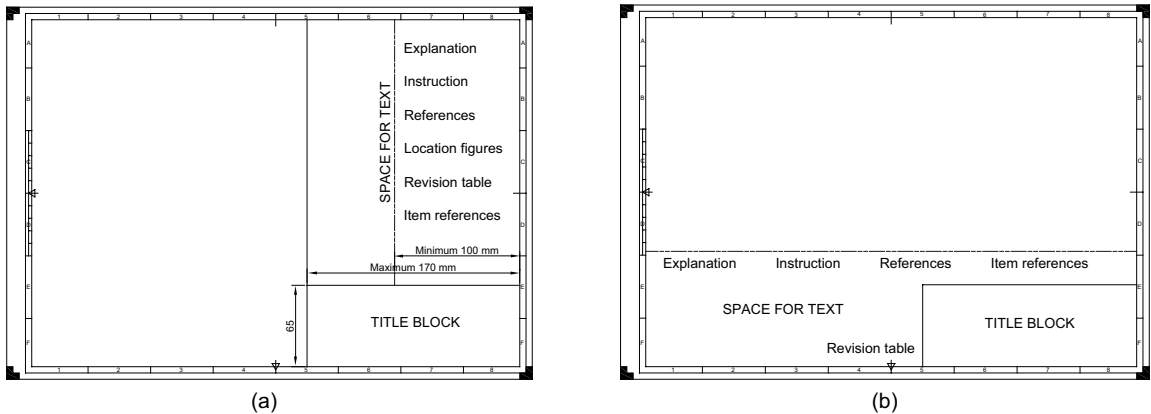 1 2 3 4 5 6 7 8
A
B
C
D
E
F
SPACE FOR TEXT
Explanation
Instruction
References
Location figures
Revision table
Item references
Minimum 100 mm
Maximum 170 mm
65
TITLE BLOCK
A
B
C
D
E
F
1 2 3 4 5 6 7 8
(a)
1 2 3 4 5 6 7 8
A
B
C
D
E
F
Explanation Instruction References Item references
SPACE FOR TEXT
TITLE BLOCK
Revision table
A
B
C
D
E
F
1 2 3 4 5 6 7 8
(b)